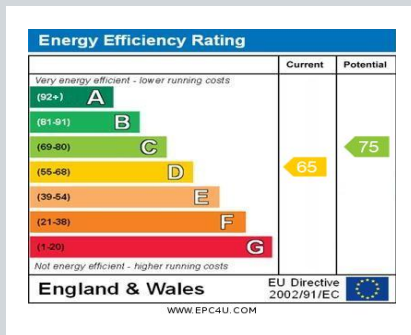 Energy Efficiency Rating
Current Potential
Very energy efficient - lower running costs
(92+) A
(81-91) B
(69-80) C 75
(55-68) D 65
(39-54) E
(21-38) F
(1-20) G
Not energy efficient - higher running costs
England & Wales
EU Directive
2002/91/EC
WWW.EPC4U.COM